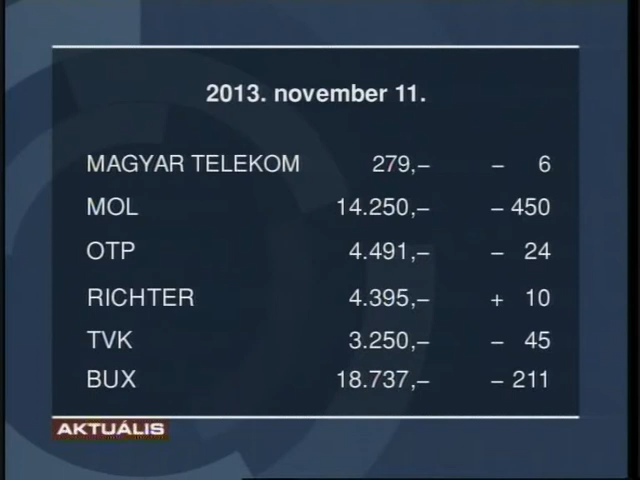 2013. november 11.
MAGYAR TELEKOM 279,– – 6
MOL 14.250,– – 450
OTP 4.491,– – 24
RICHTER 4.395,– + 10
TVK 3.250,– – 45
BUX 18.737,– – 211
AKTUÁLIS